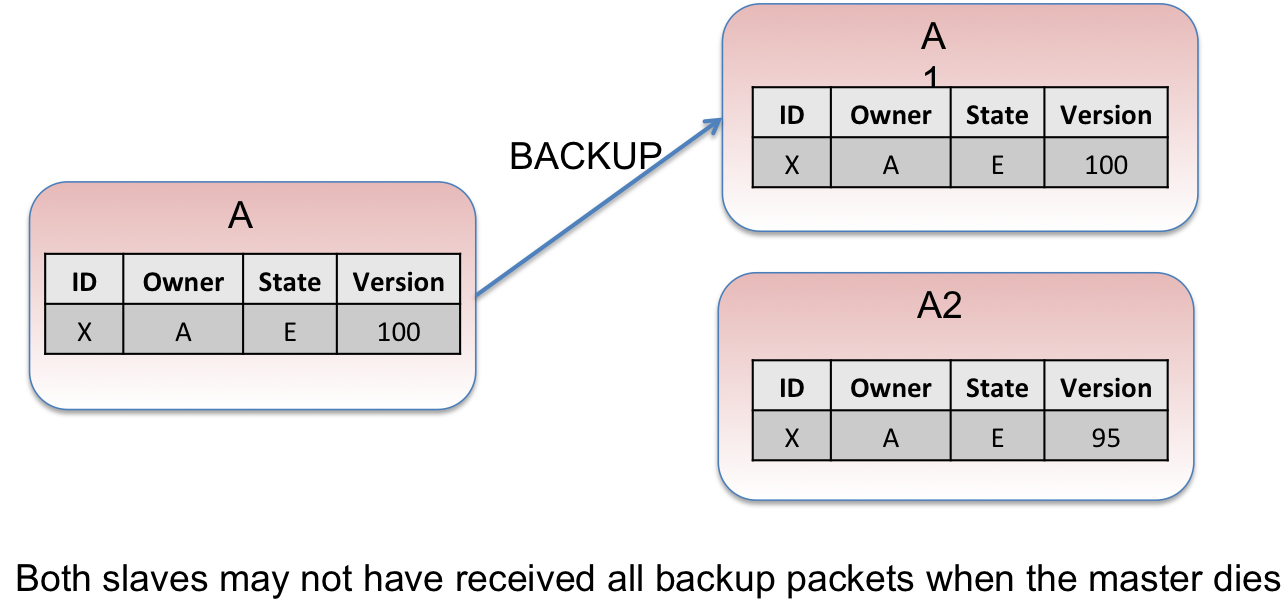 A
1
ID Owner State Version
X A E 100
BACKUP
A
ID Owner State Version
X A E 100
A2
ID Owner State Version
X A E 95
Both slaves may not have received all backup packets when the master dies